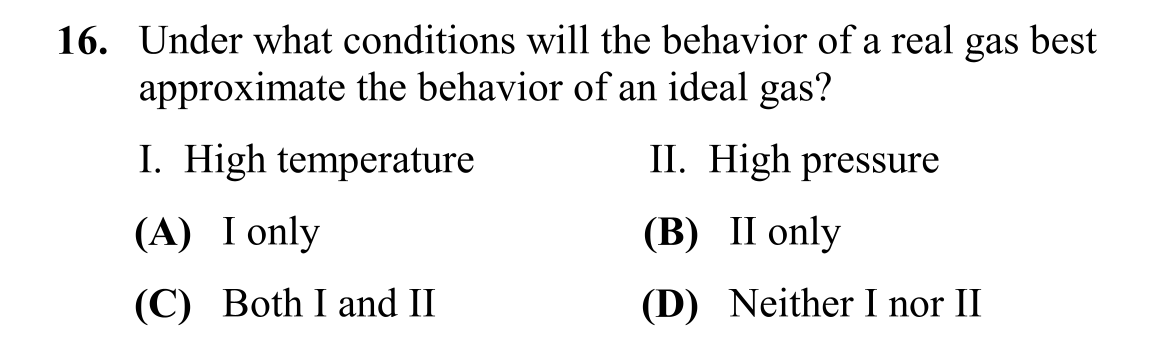 16. Under what conditions will the behavior of a real gas best
approximate the behavior of an ideal gas?
I. High temperature II. High pressure
(A) I only (B) II only
(C) Both I and II (D) Neither I nor II